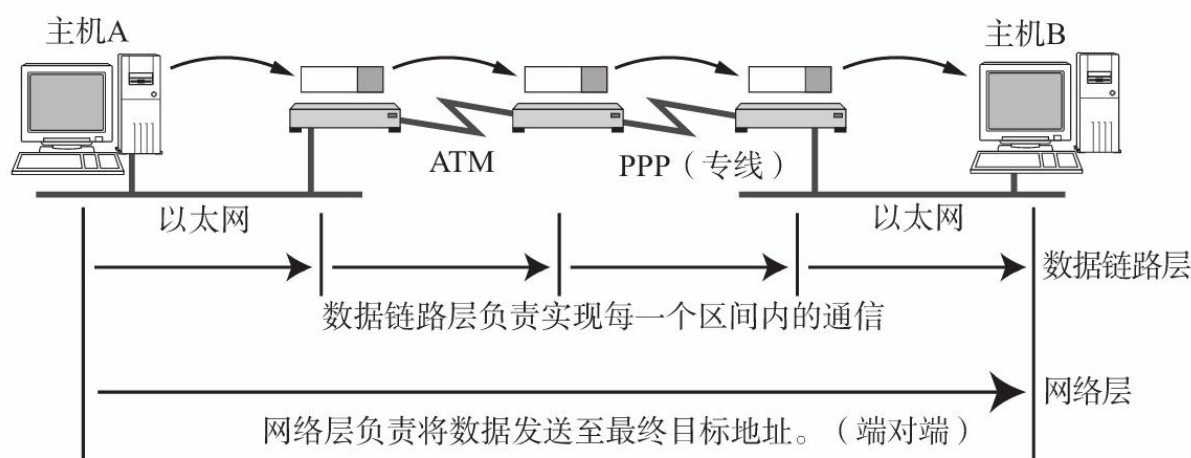 主机A
主机B
ATM
PPP（专线）
以太网
以太网
数据链路层
数据链路层负责实现每一个区间内的通信
网络层
网络层负责将数据发送至最终目标地址。（端对端）